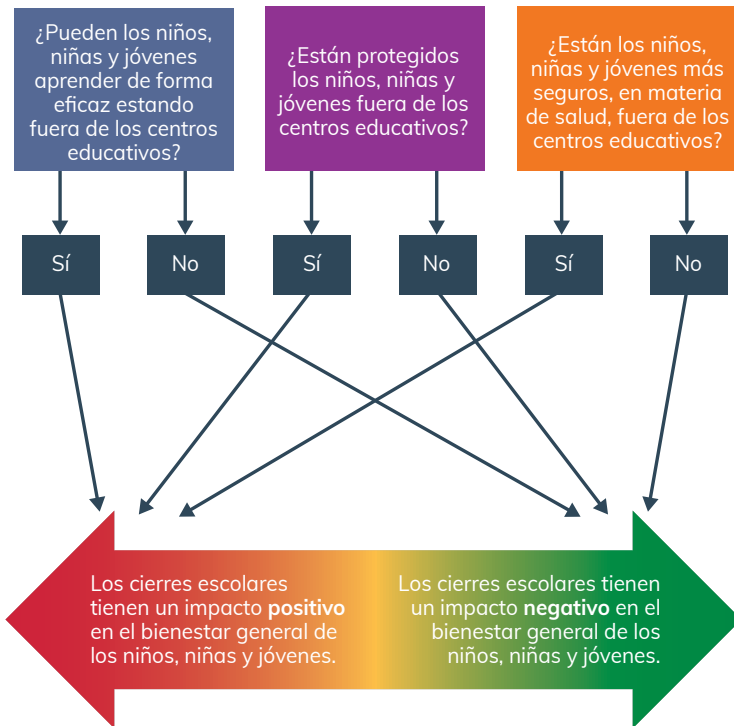 ¿Pueden los niños,
niñas y jóvenes
aprender de forma
eficaz estando
fuera de los centros
educativos?
¿Están protegidos
los niños, niñas y
jóvenes fuera de los
centros educativos?
¿Están los niños,
niñas y jóvenes más
seguros, en materia
de salud, fuera de los
centros educativos?
Sí
No
Sí
No
Sí
No
Los cierres escolares
tienen un impacto positivo
en el bienestar general de
los niños, niñas y jóvenes.
Los cierres escolares tienen
un impacto negativo en el
bienestar general de los
niños, niñas y jóvenes.